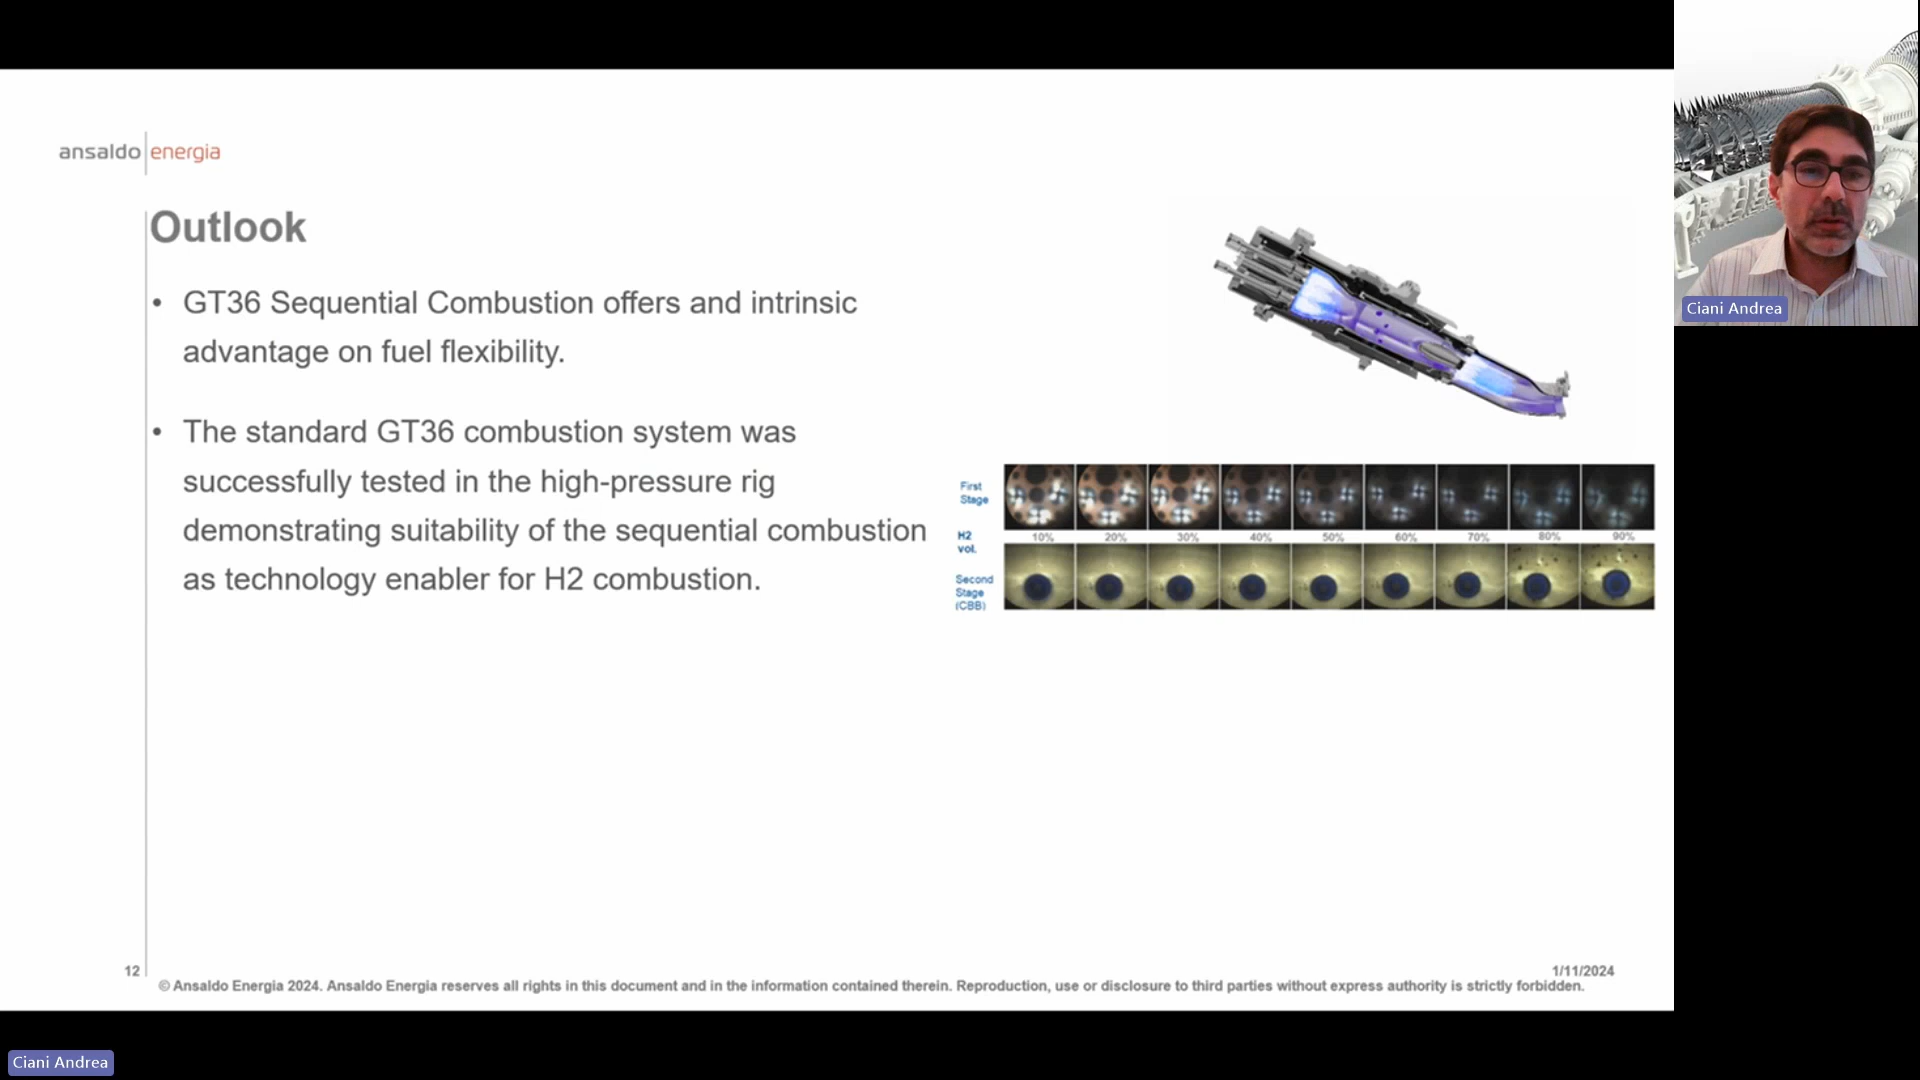 ansaldo energia
Outlook
• GT36 Sequential Combustion offers and intrinsic
advantage on fuel flexibility.
• The standard GT36 combustion system was
successfully tested in the high-pressure rig
demonstrating suitability of the sequential combustion
as technology enabler for H2 combustion.
First
Stage
H2
vol.
10% 20% 30% 40% 50% 60% 70% 80% 90%
Second
Stage
(CBB)
12
1/11/2024
© Ansaldo Energia 2024. Ansaldo Energia reserves all rights in this document and in the information contained therein. Reproduction, use or disclosure to third parties without express authority is strictly forbidden.
Ciani Andrea
Ciani Andrea